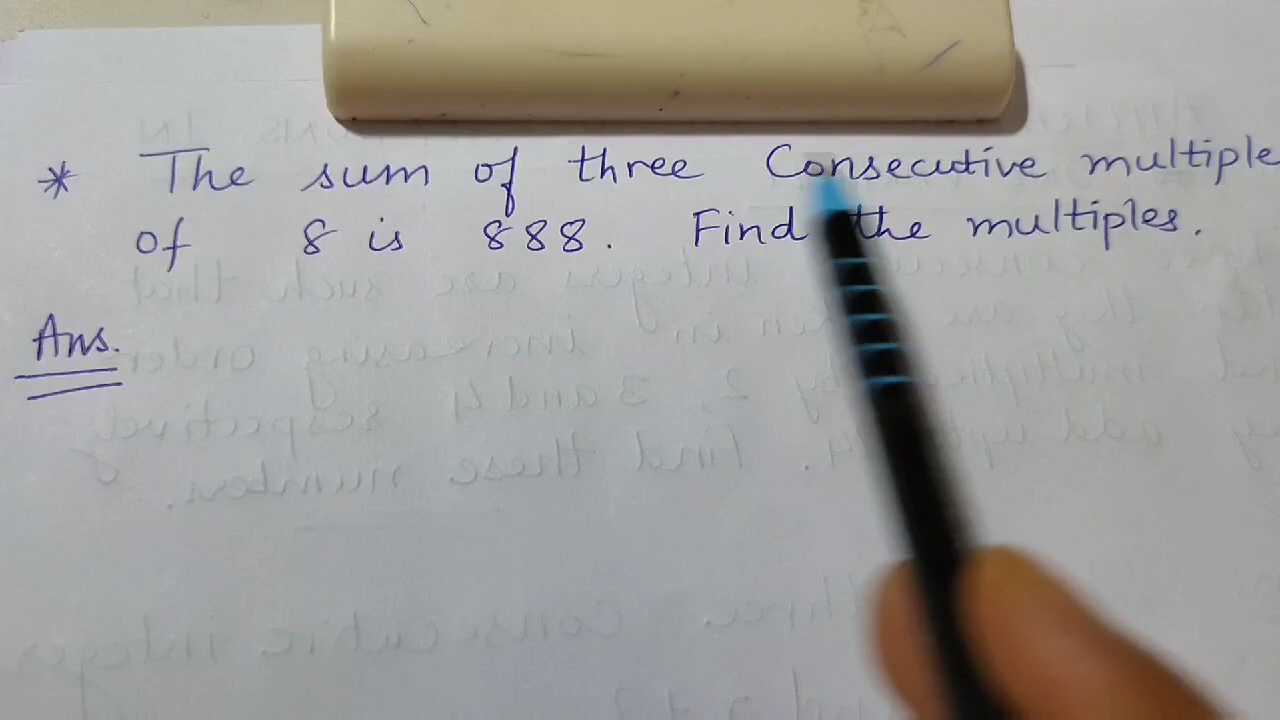 * The sum of three Consecutive multiple
of 8 is 888. Find the multiples.
Ans.